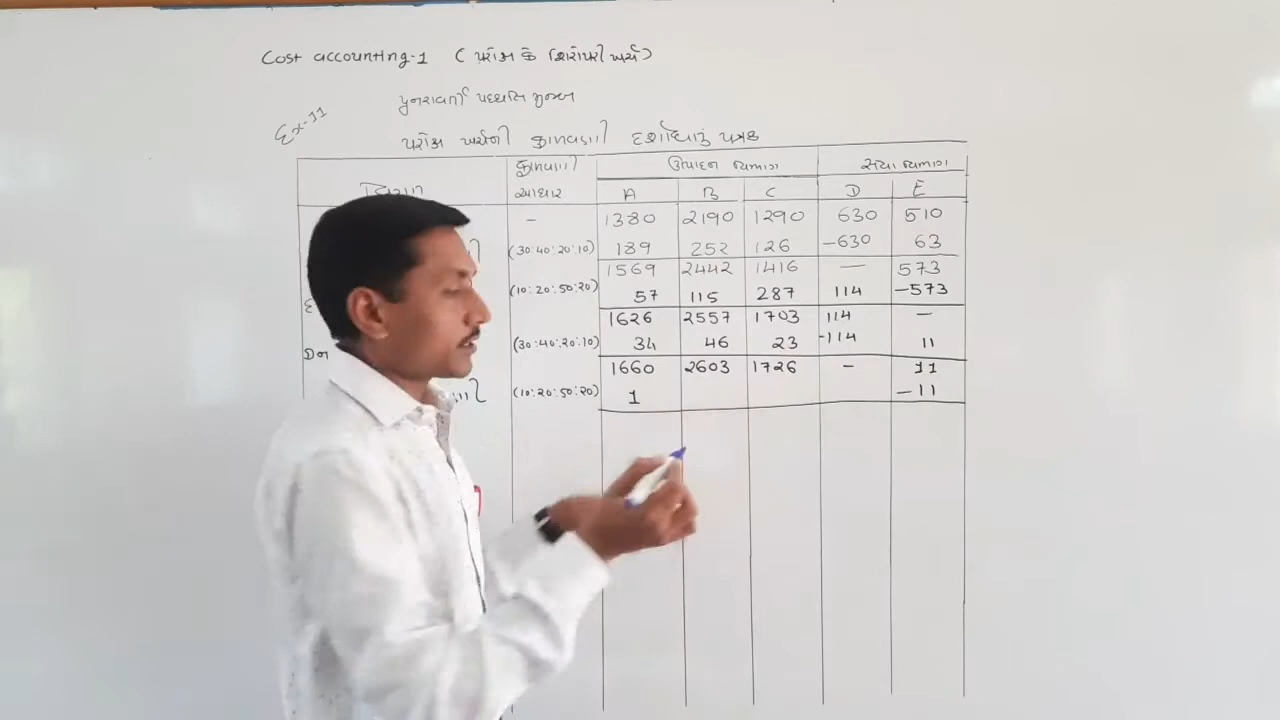 Cost accounting-1 (પરોક્ષ કે શિરોપરી ખર્ચ)
પુનરાવર્તી પદ્ધતિ મુજબ
Ex-11
પરોક્ષ ખર્ચની ફાળવણી દર્શાવતું પત્રક
ફાળવણી ઉત્પાદન વિભાગ સેવા વિભાગ
આધાર A B C D E
- 1380 2190 1290 630 510
(30:40:20:10) 189 252 126 -630 63
1569 2442 1416 — 573
(10:20:50:20) 57 115 287 114 -573
1626 2557 1703 114 -
Dની (30:40:20:10) 34 46 23 -114 11
1660 2603 1726 - 11
(10:20:50:20) 1 -11